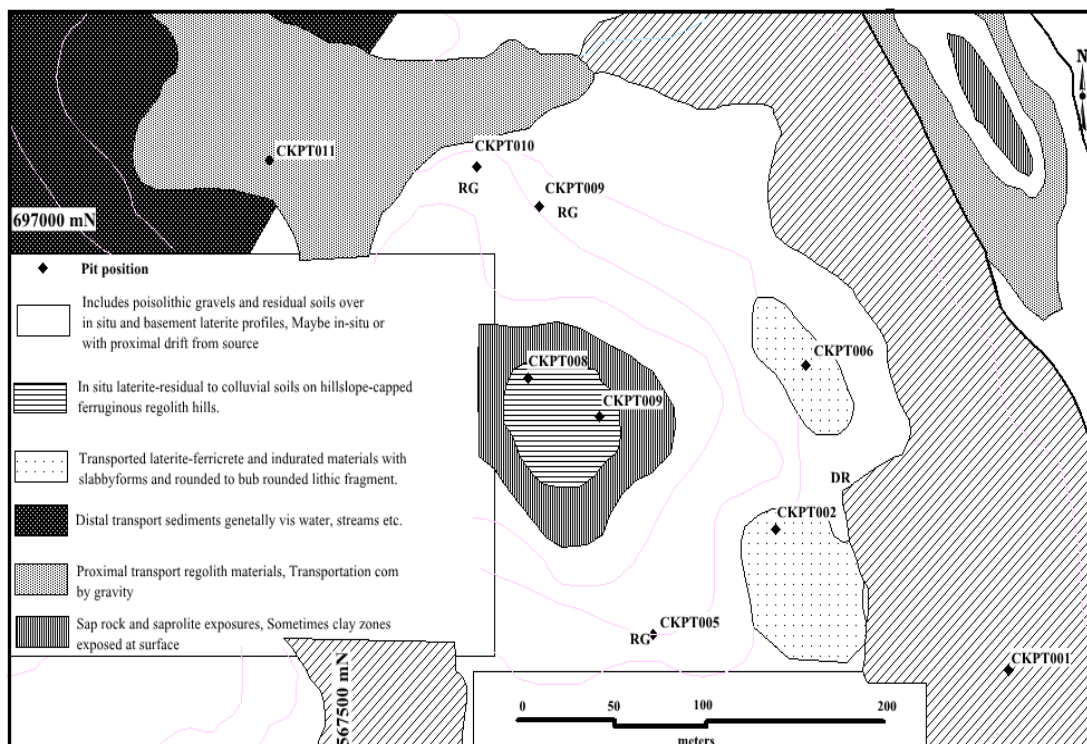 N
CKPT011
CKPT010
RG
CKPT009
RG
697000 mN
Pit position
Includes poisolithic gravels and residual soils over
in situ and basement laterite profiles, Maybe in-situ or
with proximal drift from source
In situ laterite-residual to colluvial soils on hillslope-capped
ferruginous regolith hills.
Transported laterite-ferricrete and indurated materials with
slabbyforms and rounded to bub rounded lithic fragment.
Distal transport sediments genetally vis water, streams etc.
Proximal transport regolith materials, Transportation com
by gravity
Sap rock and saprolite exposures, Sometimes clay zones
exposed at surface
CKPT008
CKPT009
CKPT006
DR
CKPT002
CKPT005
RG
CKPT001
567500 mN
0
50
100
200
meters